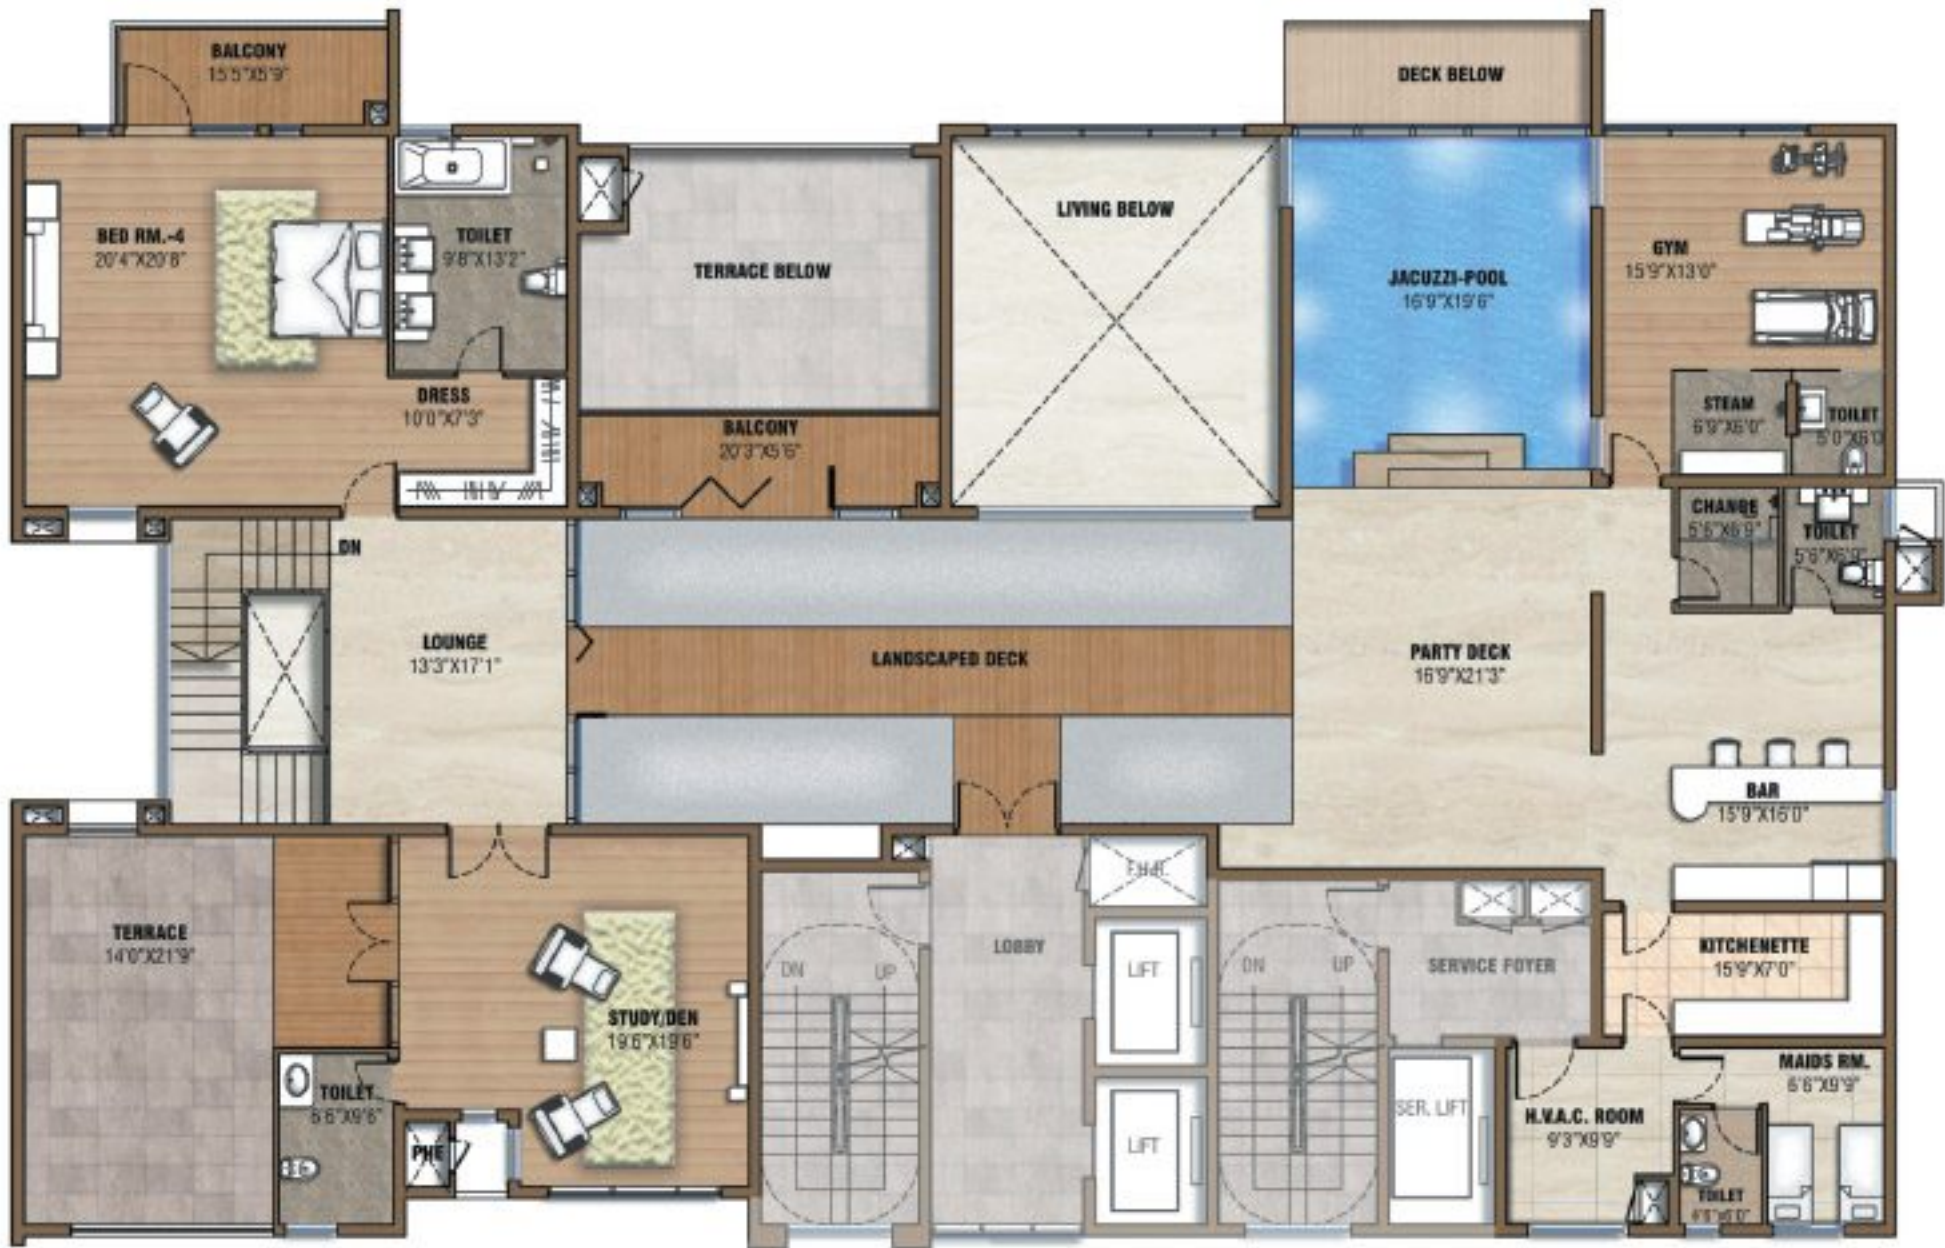 BALCONY
15'5"X5'9"
DECK BELOW
BED RM.-4
20'4"X20'8"
TOILET
9'8"X13'2"
TERRACE BELOW
LIVING BELOW
JACUZZI-POOL
16'9"X19'6"
GYM
15'9"X13'0"
DRESS
10'0"X7'3"
BALCONY
20'3"X5'6"
STEAM
6'9"X6'0"
TOILET
5'0"X6'0
CHANGE
5'6"X6'9"
TOILET
5'6"X6'9"
DN
LOUNGE
13'3"X17'1"
LANDSCAPED DECK
PARTY DECK
16'9"X21'3"
BAR
15'9"X16'0"
TERRACE
14'0"X21'9"
STUDY/DEN
19'6"X19'6"
TOILET
PHE
DN
UP
LOBBY
LIFT
LIFT
DN
UP
SERVICE FOYER
SER. LIFT
KITCHENETTE
15'9"X7'0"
H.V.A.C. ROOM
9'3"X9'9"
MAIDS RM.
6'6"X9'9"
TOILET
4'6"X6'0"